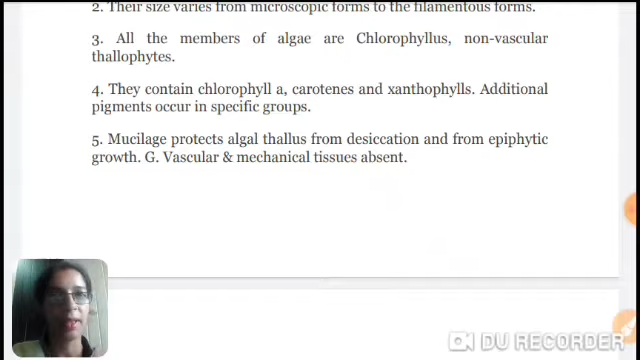 2. Their size varies from microscopic forms to the filamentous forms.
3. All the members of algae are Chlorophyllus, non-vascular
thallophytes.
4. They contain chlorophyll a, carotenes and xanthophylls. Additional
pigments occur in specific groups.
5. Mucilage protects algal thallus from desiccation and from epiphytic
growth. G. Vascular & mechanical tissues absent.
DU RECORDER